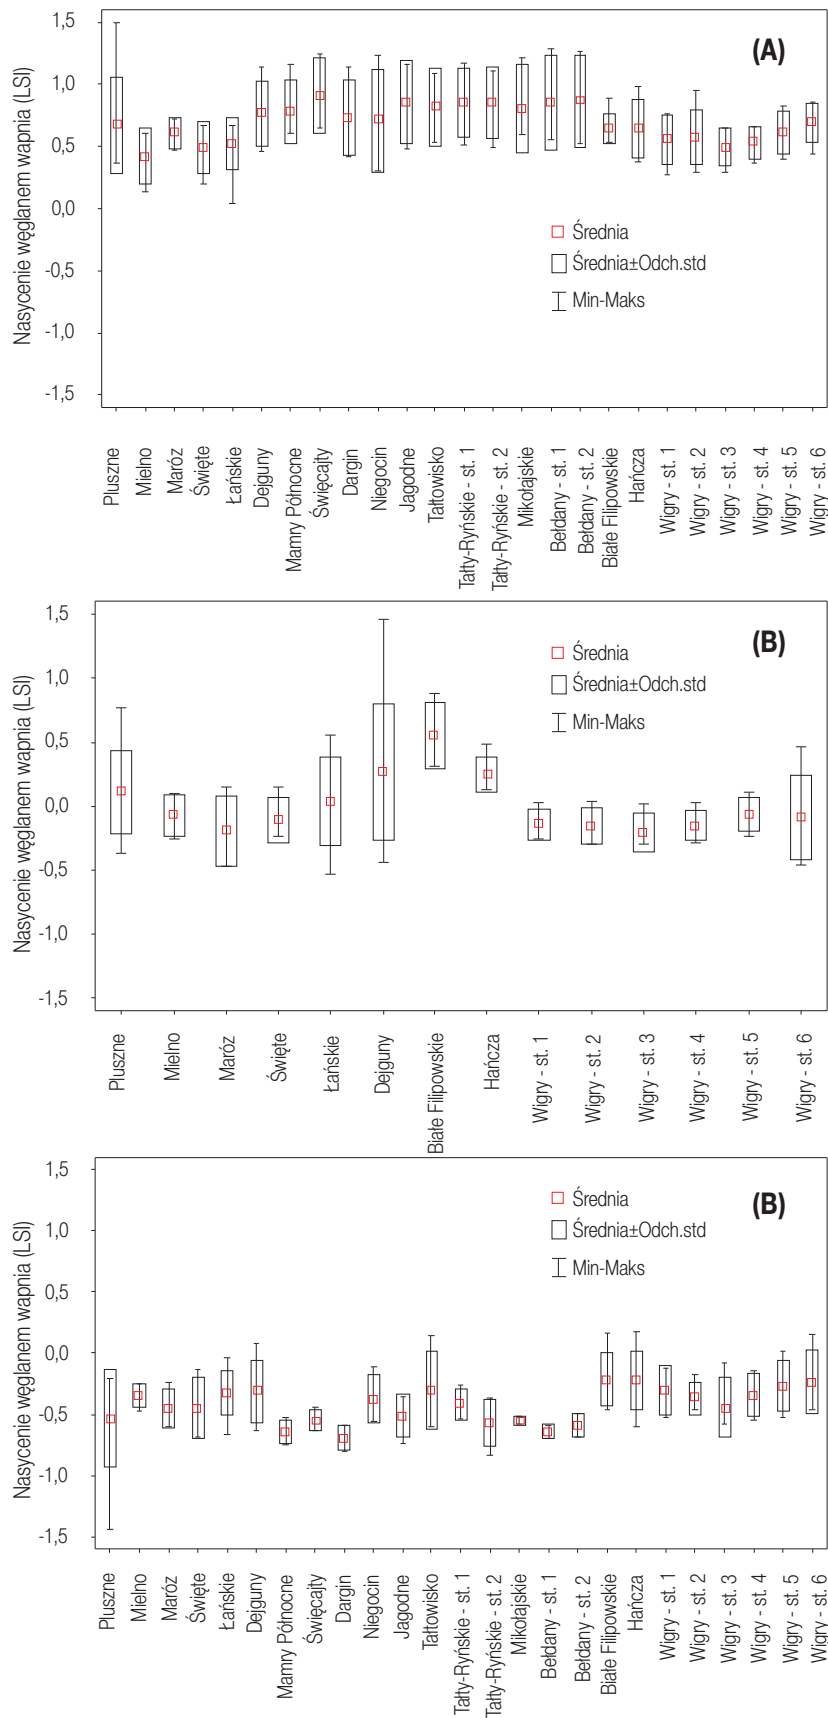 (A)
Nasycenie węglanem wapnia (LSI)
1,5
1,0
0,5
0,0
-0,5
-1,0
-1,5
Średnia
Średnia±Odch.std
Min-Maks
Pluszne
Mielno
Maróz
Święte
Łańskie
Dejguny
Mamry Północne
Święcajty
Dargin
Niegocin
Jagodne
Tałtowisko
Tałty-Ryńskie - st. 1
Tałty-Ryńskie - st. 2
Mikołajskie
Bełdany - st. 1
Bełdany - st. 2
Białe Filipowskie
Hańcza
Wigry - st. 1
Wigry - st. 2
Wigry - st. 3
Wigry - st. 4
Wigry - st. 5
Wigry - st. 6
(B)
Nasycenie węglanem wapnia (LSI)
1,5
1,0
0,5
0,0
-0,5
-1,0
-1,5
Średnia
Średnia±Odch.std
Min-Maks
Pluszne
Mielno
Maróz
Święte
Łańskie
Dejguny
Białe Filipowskie
Hańcza
Wigry - st. 1
Wigry - st. 2
Wigry - st. 3
Wigry - st. 4
Wigry - st. 5
Wigry - st. 6
(B)
Nasycenie węglanem wapnia (LSI)
1,5
1,0
0,5
0,0
-0,5
-1,0
-1,5
Średnia
Średnia±Odch.std
Min-Maks
Pluszne
Mielno
Maróz
Święte
Łańskie
Dejguny
Mamry Północne
Święcajty
Dargin
Niegocin
Jagodne
Tałtowisko
Tałty-Ryńskie - st. 1
Tałty-Ryńskie - st. 2
Mikołajskie
Bełdany - st. 1
Bełdany - st. 2
Białe Filipowskie
Hańcza
Wigry - st. 1
Wigry - st. 2
Wigry - st. 3
Wigry - st. 4
Wigry - st. 5
Wigry - st. 6